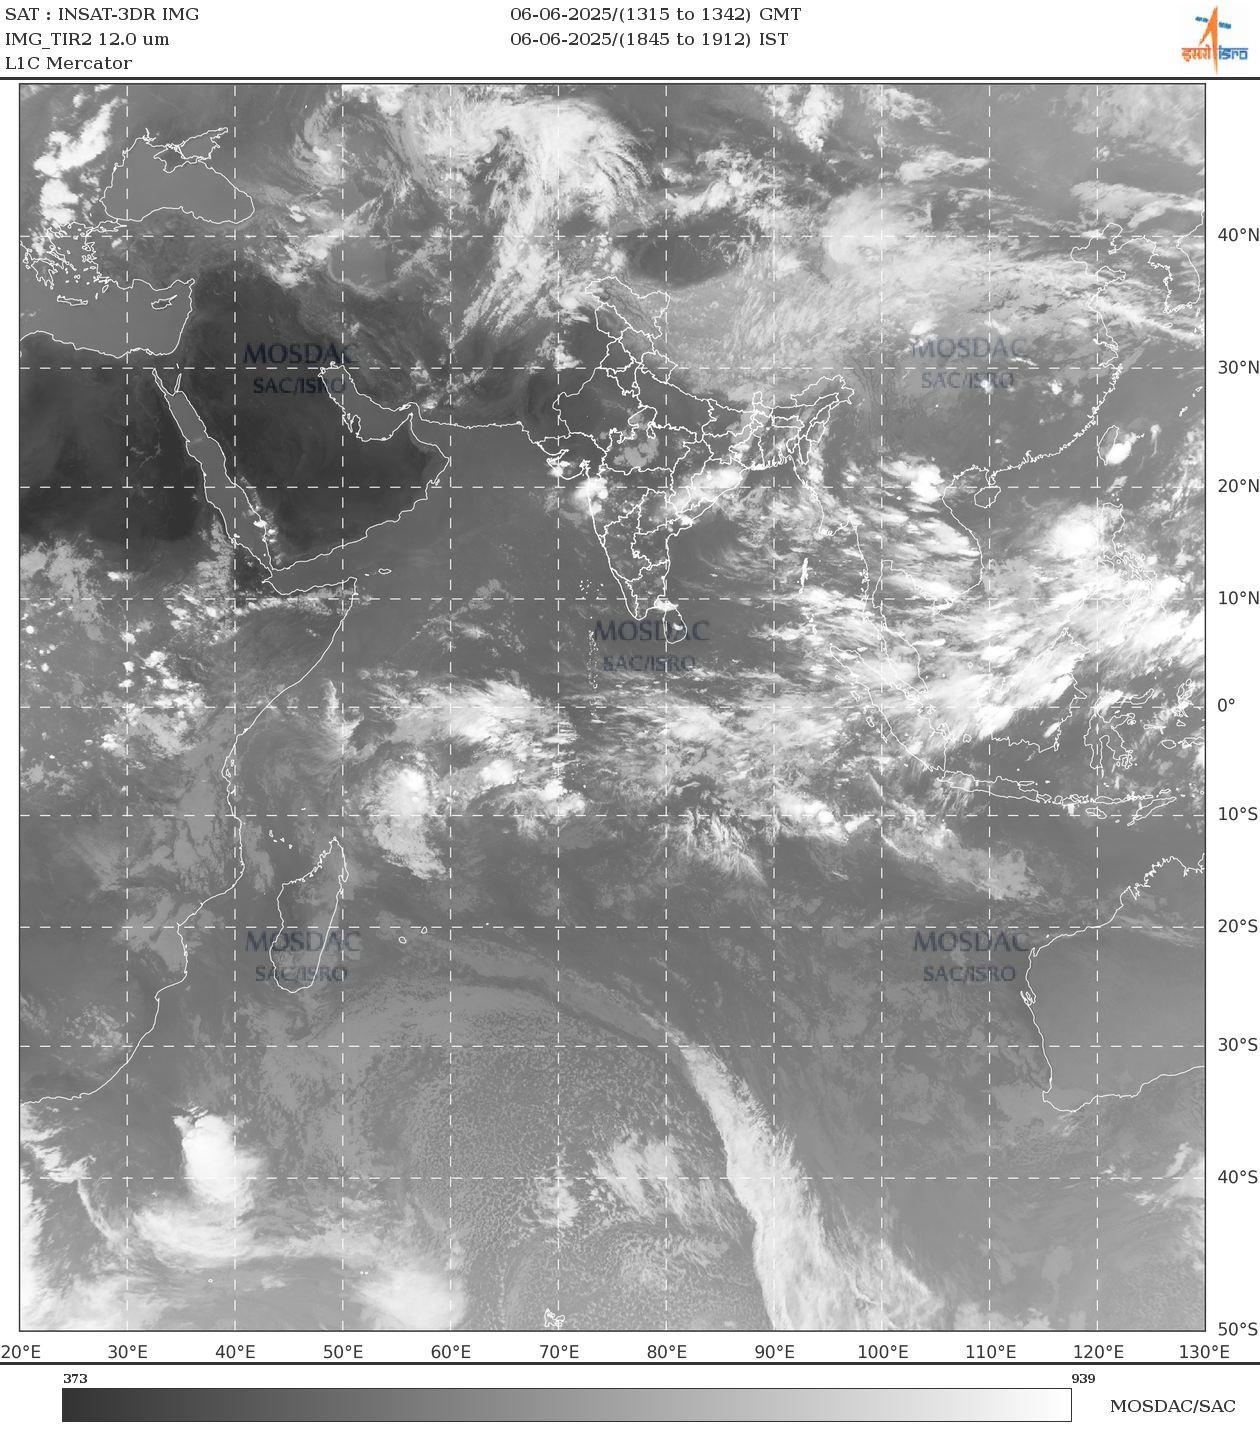 SAT : INSAT-3DR IMG
IMG_TIR2 12.0 um
L1C Mercator
06-06-2025/(1315 to 1342) GMT
06-06-2025/(1845 to 1912) IST
इसरो isro
40°N
MOSDAC
SAC/ISRO
MOSDAC
SAC/ISRO
30°N
20°N
10°N
MOSDAC
SAC/ISRO
0°
10°S
20°S
MOSDAC
SAC/ISRO
MOSDAC
SAC/ISRO
30°S
40°S
50°S
20°E 30°E 40°E 50°E 60°E 70°E 80°E 90°E 100°E 110°E 120°E 130°E
373
939
MOSDAC/SAC